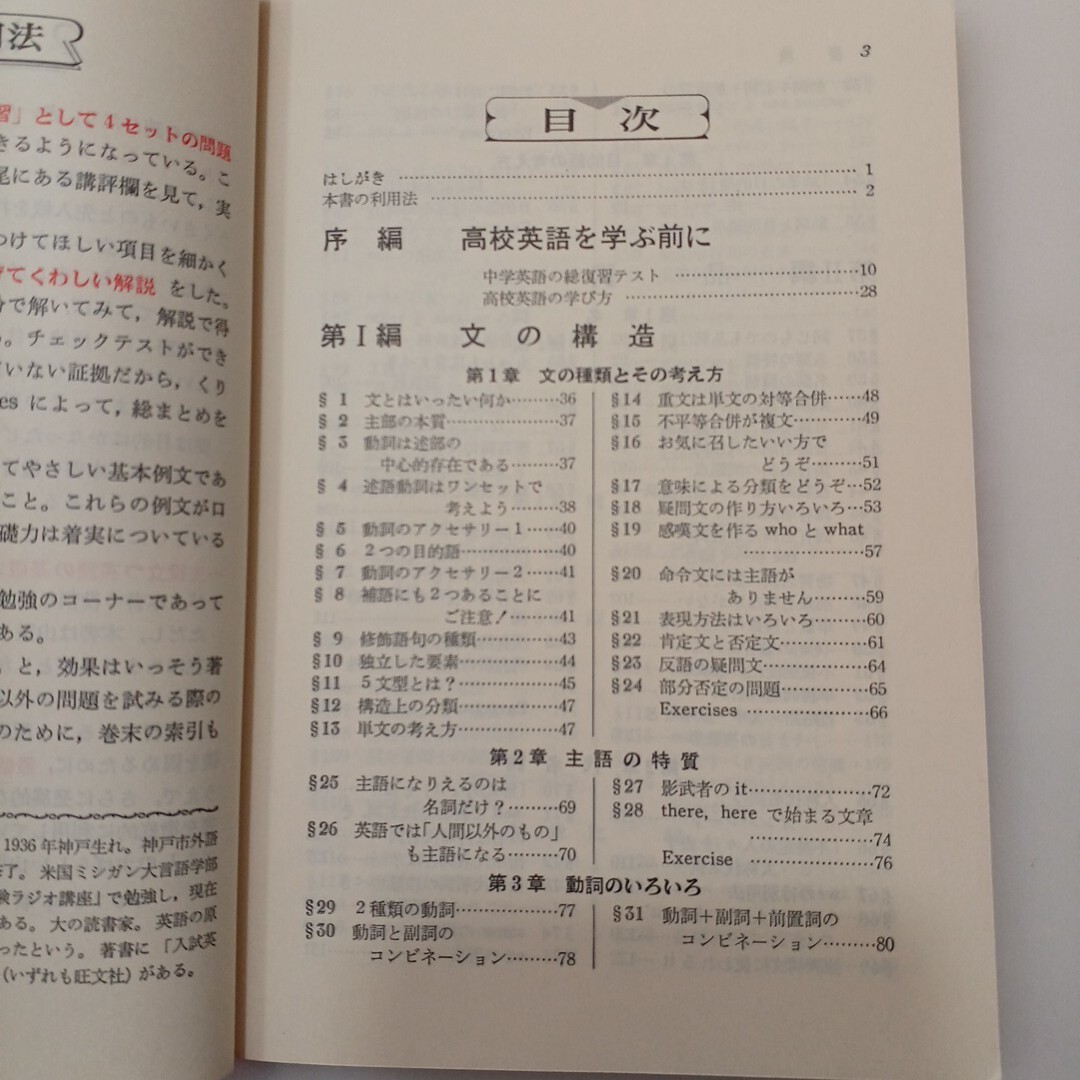 用法
習」として4セットの問題
きるようになっている。こ
尾にある講評欄を見て，実
つけてほしい項目を細かく
げてくわしい解説 をした。
分で解いてみて，解説で得
う。チェックテストができ
ていない証拠だから，くり
es によって，総まとめを
てやさしい基本例文であ
こと。これらの例文が口
礎力は着実についている
勉強のコーナーであって
ある。
。と，効果はいっそう著
以外の問題を試みる際の
のために，巻末の索引も
1936年神戸生れ。神戸市外語
了。米国ミシガン大言語学部
験ラジオ講座」で勉強し，現在
ある。大の読書家。英語の原
ったという。著書に「入試英
（いずれも旺文社）がある。
3
目次
はしがき……1
本書の利用法……2
序編 高校英語を学ぶ前に
中学英語の総復習テスト……10
高校英語の学び方……28
第Ⅰ編 文の構造
第1章 文の種類とその考え方
§1 文とはいったい何か……36
§2 主部の本質……37
§3 動詞は述部の
中心的存在である……37
§4 述語動詞はワンセットで
考えよう……38
§5 動詞のアクセサリー1……40
§6 2つの目的語……40
§7 動詞のアクセサリー2……41
§8 補語にも2つあることに
ご注意！……41
§9 修飾語句の種類……43
§10 独立した要素……44
§11 5文型とは？……45
§12 構造上の分類……47
§13 単文の考え方……47
§14 重文は単文の対等合併……48
§15 不平等合併が複文……49
§16 お気に召したいい方で
どうぞ……51
§17 意味による分類をどうぞ…52
§18 疑問文の作り方いろいろ…53
§19 感嘆文を作る who と what
……57
§20 命令文には主語が
ありません……59
§21 表現方法はいろいろ……60
§22 肯定文と否定文……61
§23 反語の疑問文……64
§24 部分否定の問題……65
Exercises……66
第2章 主語の特質
§25 主語になりえるのは
名詞だけ？……69
§26 英語では「人間以外のもの」
も主語になる……70
§27 影武者の it……72
§28 there, here で始まる文章
……74
Exercise……76
第3章 動詞のいろいろ
§29 2種類の動詞……77
§30 動詞と副詞の
コンビネーション……78
§31 動詞＋副詞＋前置詞の
コンビネーション……80